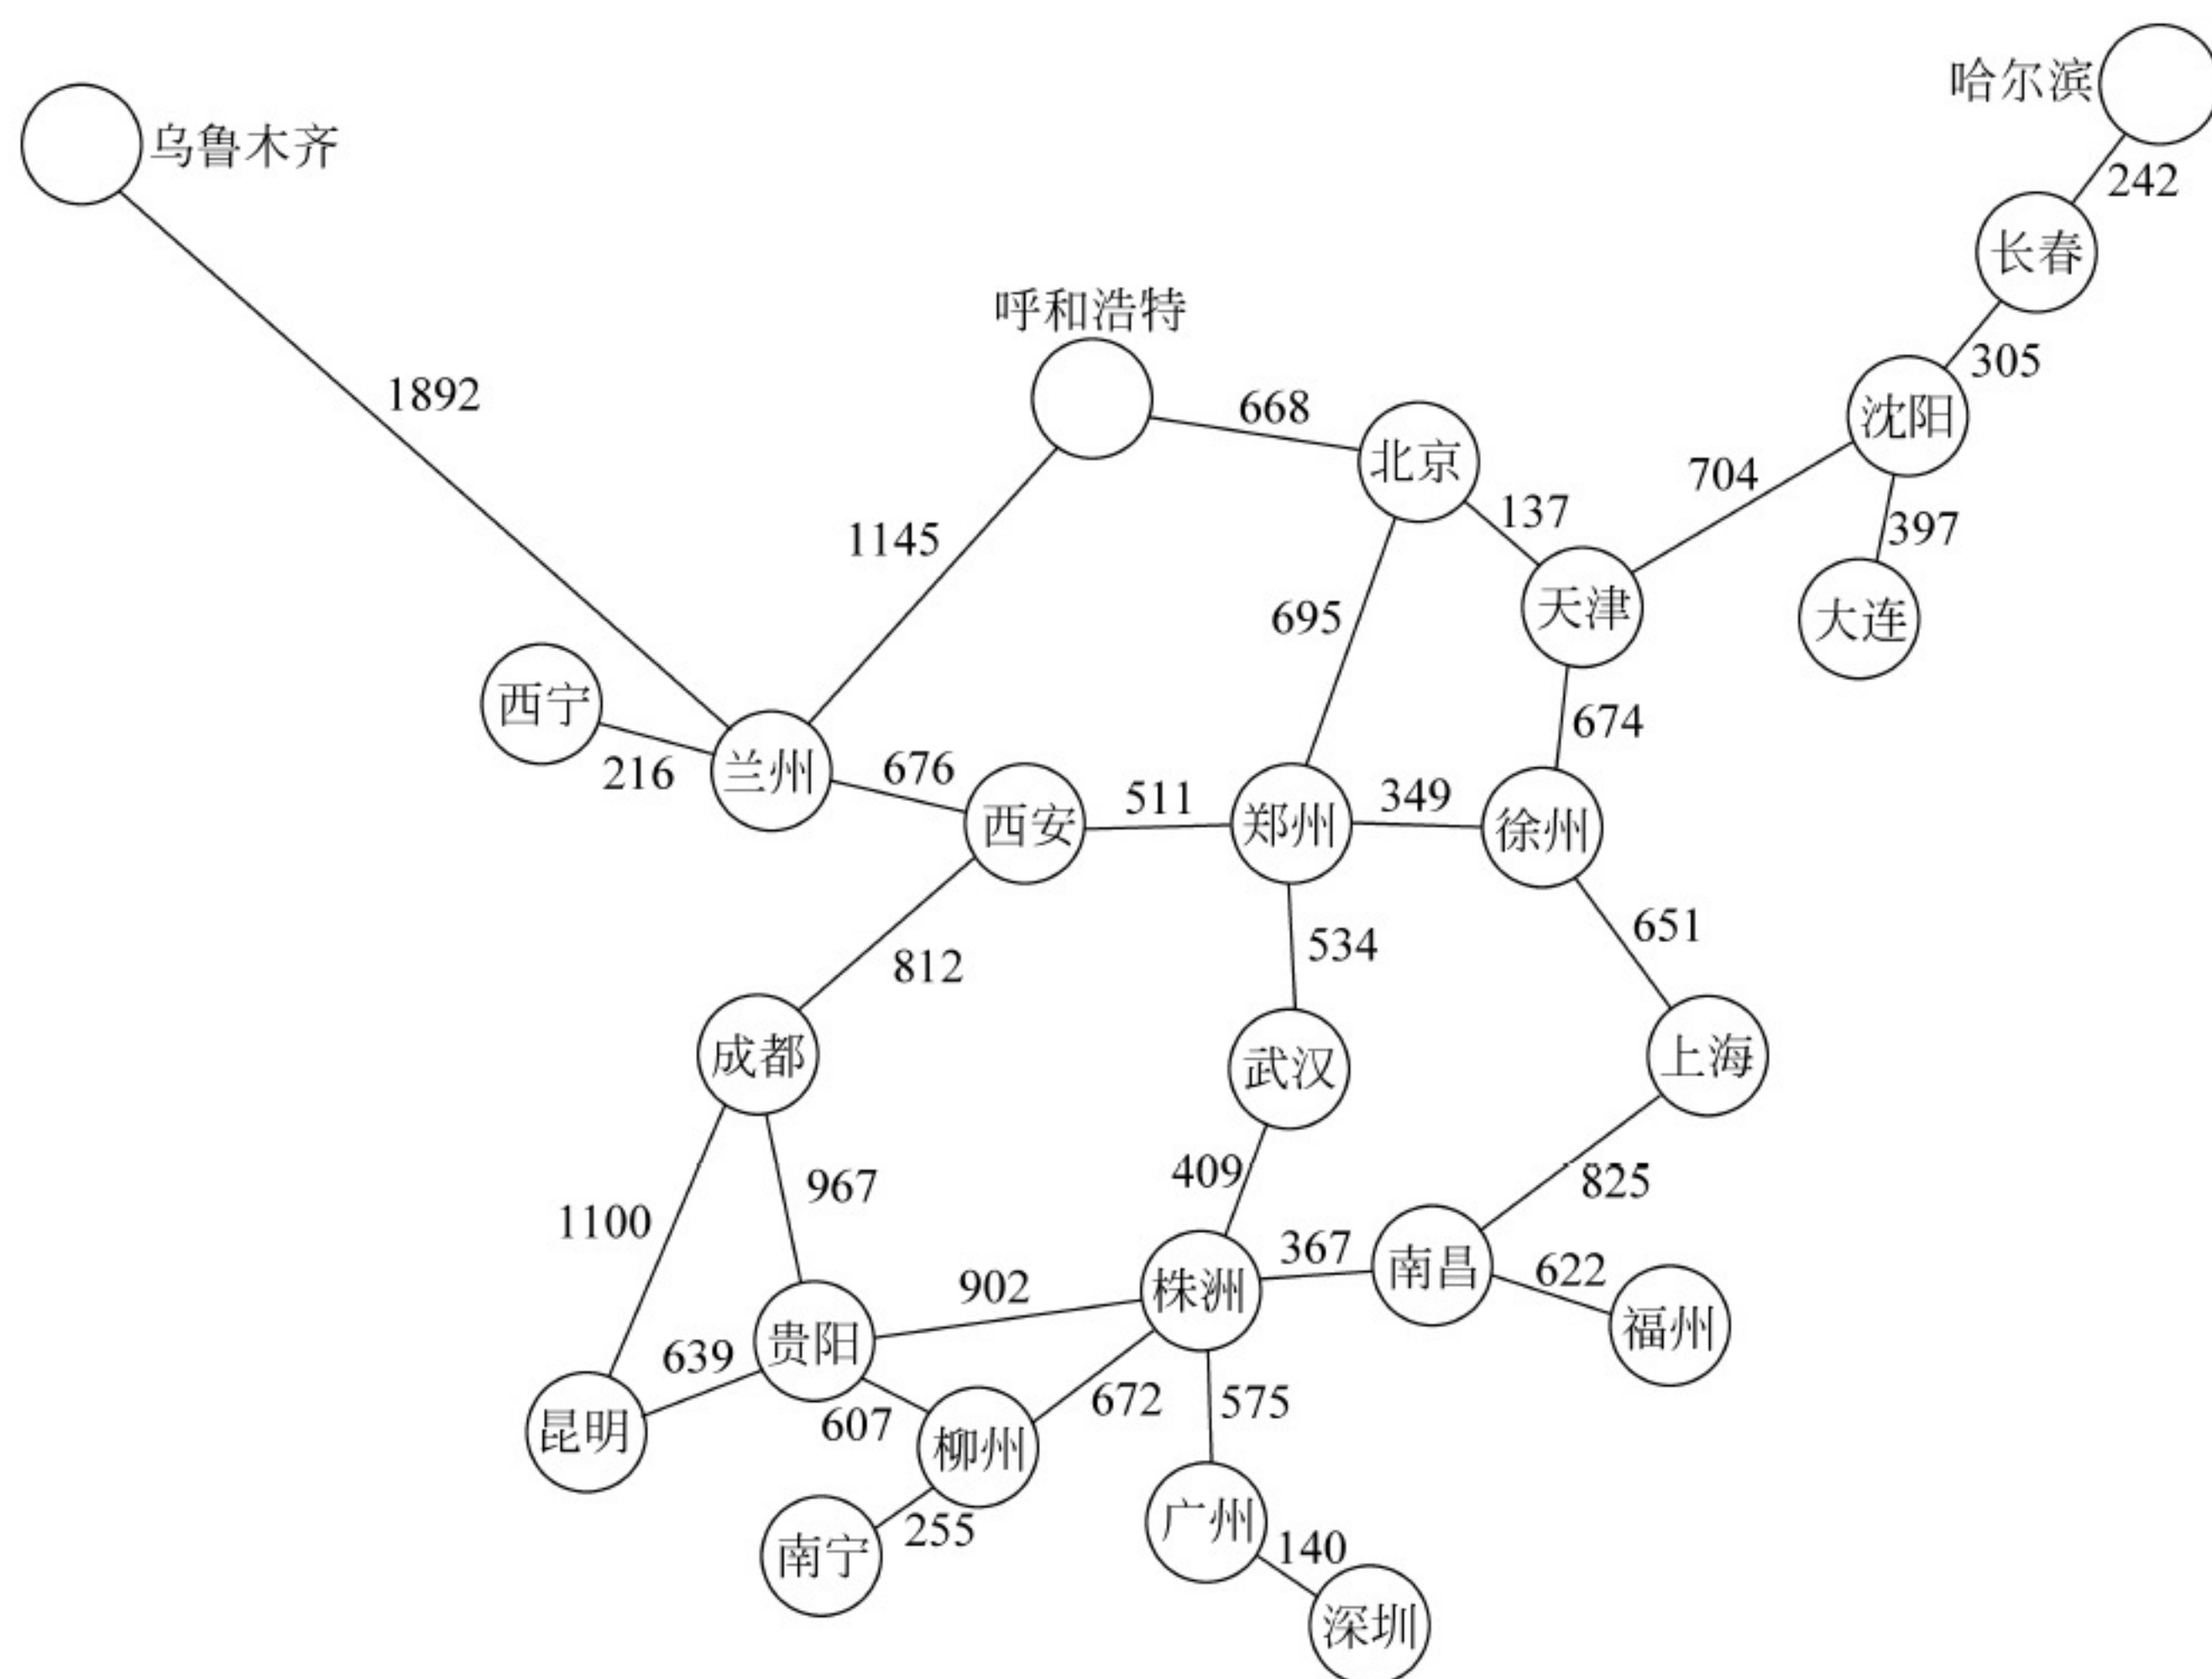 哈尔滨
乌鲁木齐
242
长春
呼和浩特
305
1892
668
沈阳
北京
704
137
397
1145
天津
695
大连
西宁
674
216
兰州
676
西安
511
郑州
349
徐州
651
534
812
成都
武汉
上海
409
967
825
1100
367
南昌
622
902
株洲
福州
贵阳
639
672
575
607
昆明
柳州
255
广州
140
南宁
深圳